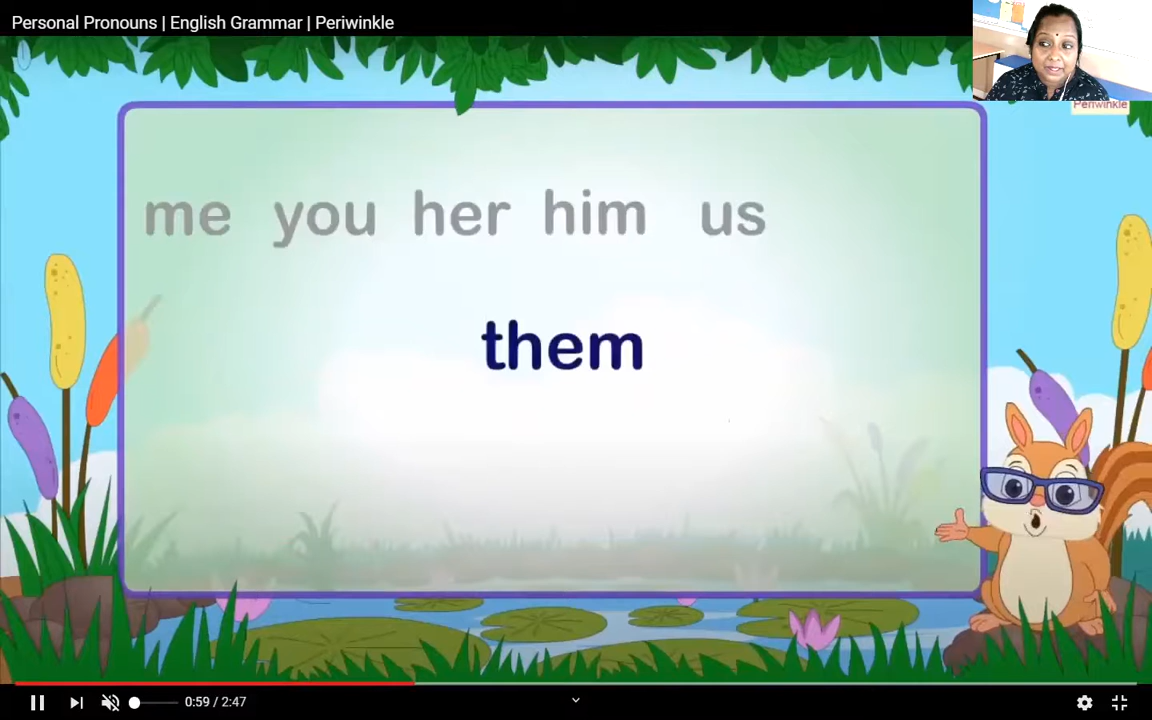 Personal Pronouns | English Grammar | Periwinkle
Periwinkle
me you her him us
them
0:59 / 2:47